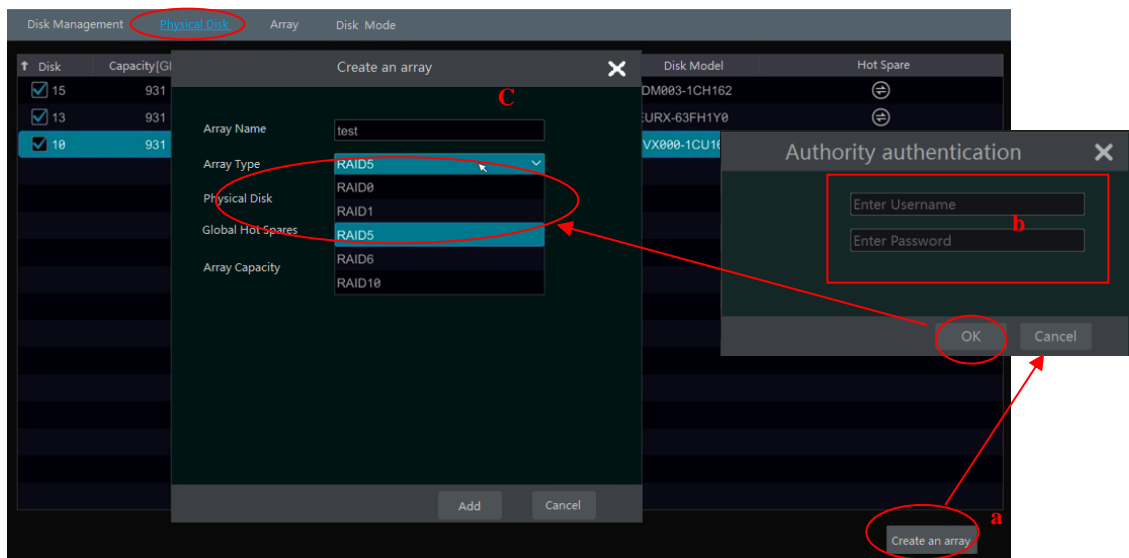 Disk Management Physical Disk Array Disk Mode
Disk Capacity[GI Disk Model Hot Spare
15 931 DM003-1CH162
13 931 EURX-63FH1Y0
10 931 VX000-1CU16
Create an array
C
Array Name test
Array Type RAID5
RAID0
Physical Disk
RAID1
Global Hot Spares
RAID5
RAID6
Array Capacity
RAID10
Add Cancel
Authority authentication
Enter Username
b
Enter Password
OK Cancel
a
Create an array